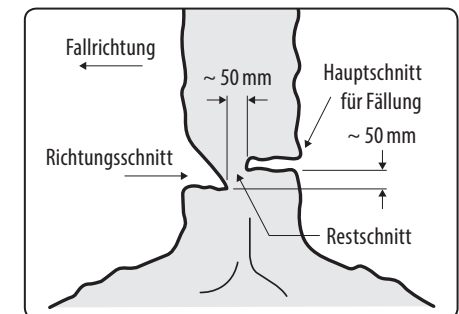 Fallrichtung
~ 50 mm
Hauptschnitt
für Fällung
~ 50 mm
Richtungsschnitt
Restschnitt